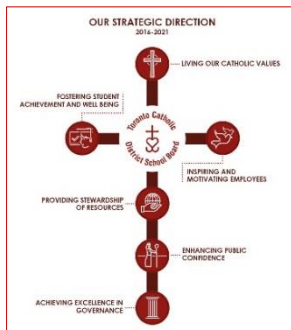 OUR STRATEGIC DIRECTION
2016-2021
LIVING OUR CATHOLIC VALUES
FOSTERING STUDENT
ACHIEVEMENT AND WELL BEING
Toronto Catholic
District School Board
INSPIRING AND
MOTIVATING EMPLOYEES
PROVIDING STEWARDSHIP
OF RESOURCES
ENHANCING PUBLIC
CONFIDENCE
ACHIEVING EXCELLENCE IN
GOVERNANCE